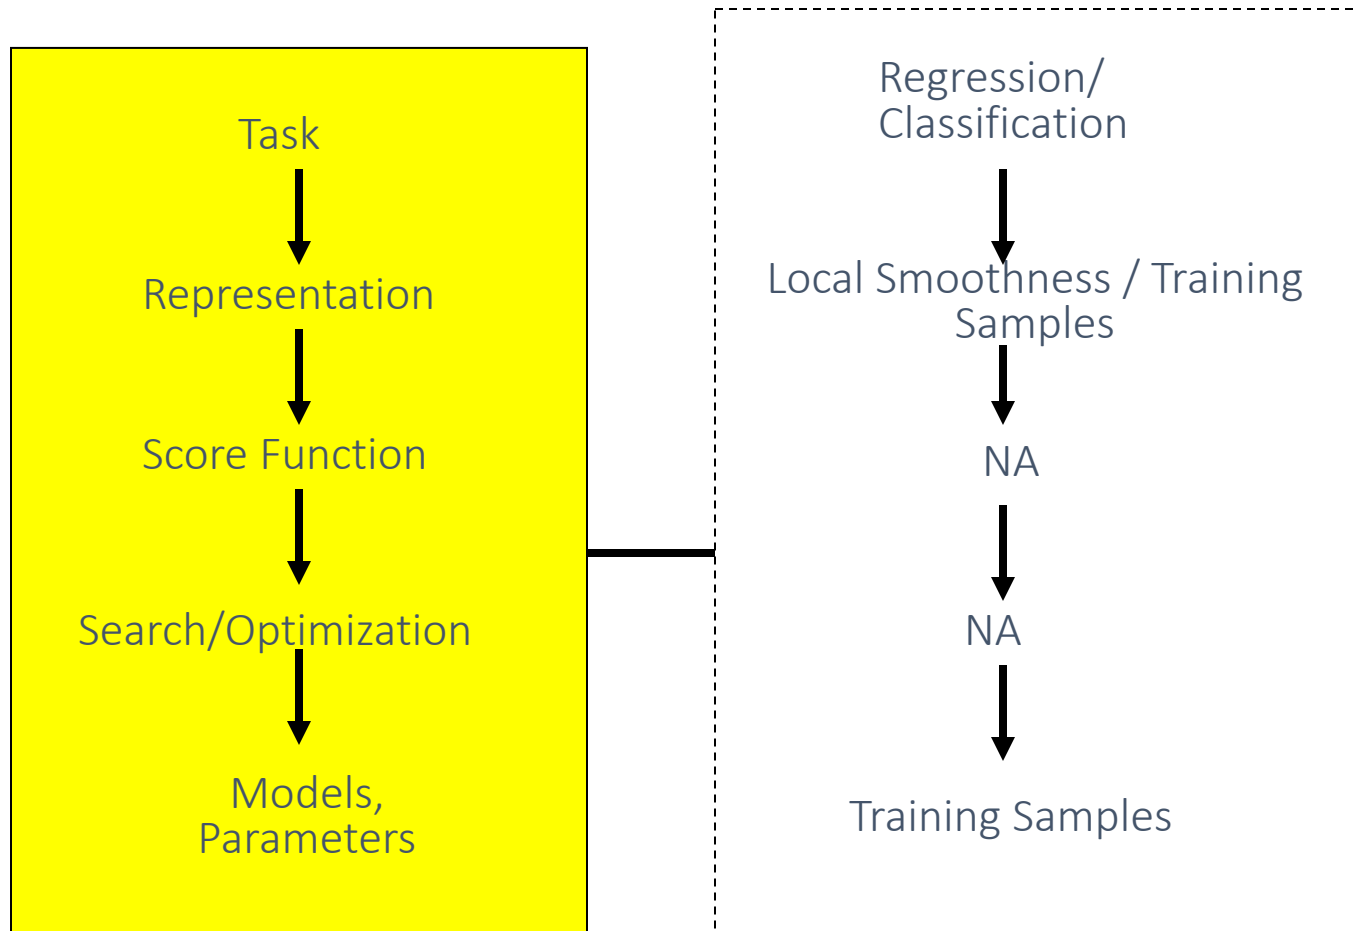 Task
Representation
Score Function
Search/Optimization
Models,
Parameters
Regression/
Classification
Local Smoothness / Training
Samples
NA
NA
Training Samples